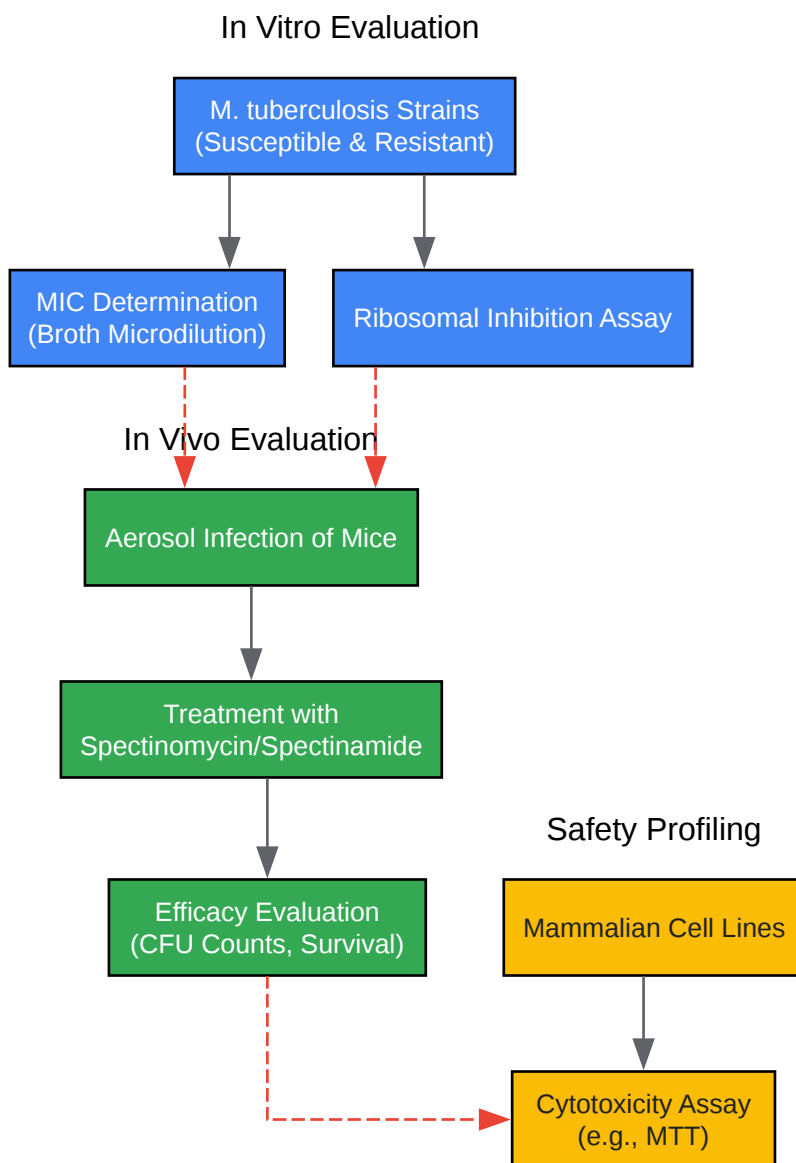 In Vitro Evaluation
M. tuberculosis Strains
(Susceptible & Resistant)
MIC Determination
(Broth Microdilution)
Ribosomal Inhibition Assay
In Vivo Evaluation
Aerosol Infection of Mice
Treatment with
Spectinomycin/Spectinamide
Safety Profiling
Efficacy Evaluation
(CFU Counts, Survival)
Mammalian Cell Lines
Cytotoxicity Assay
(e.g., MTT)